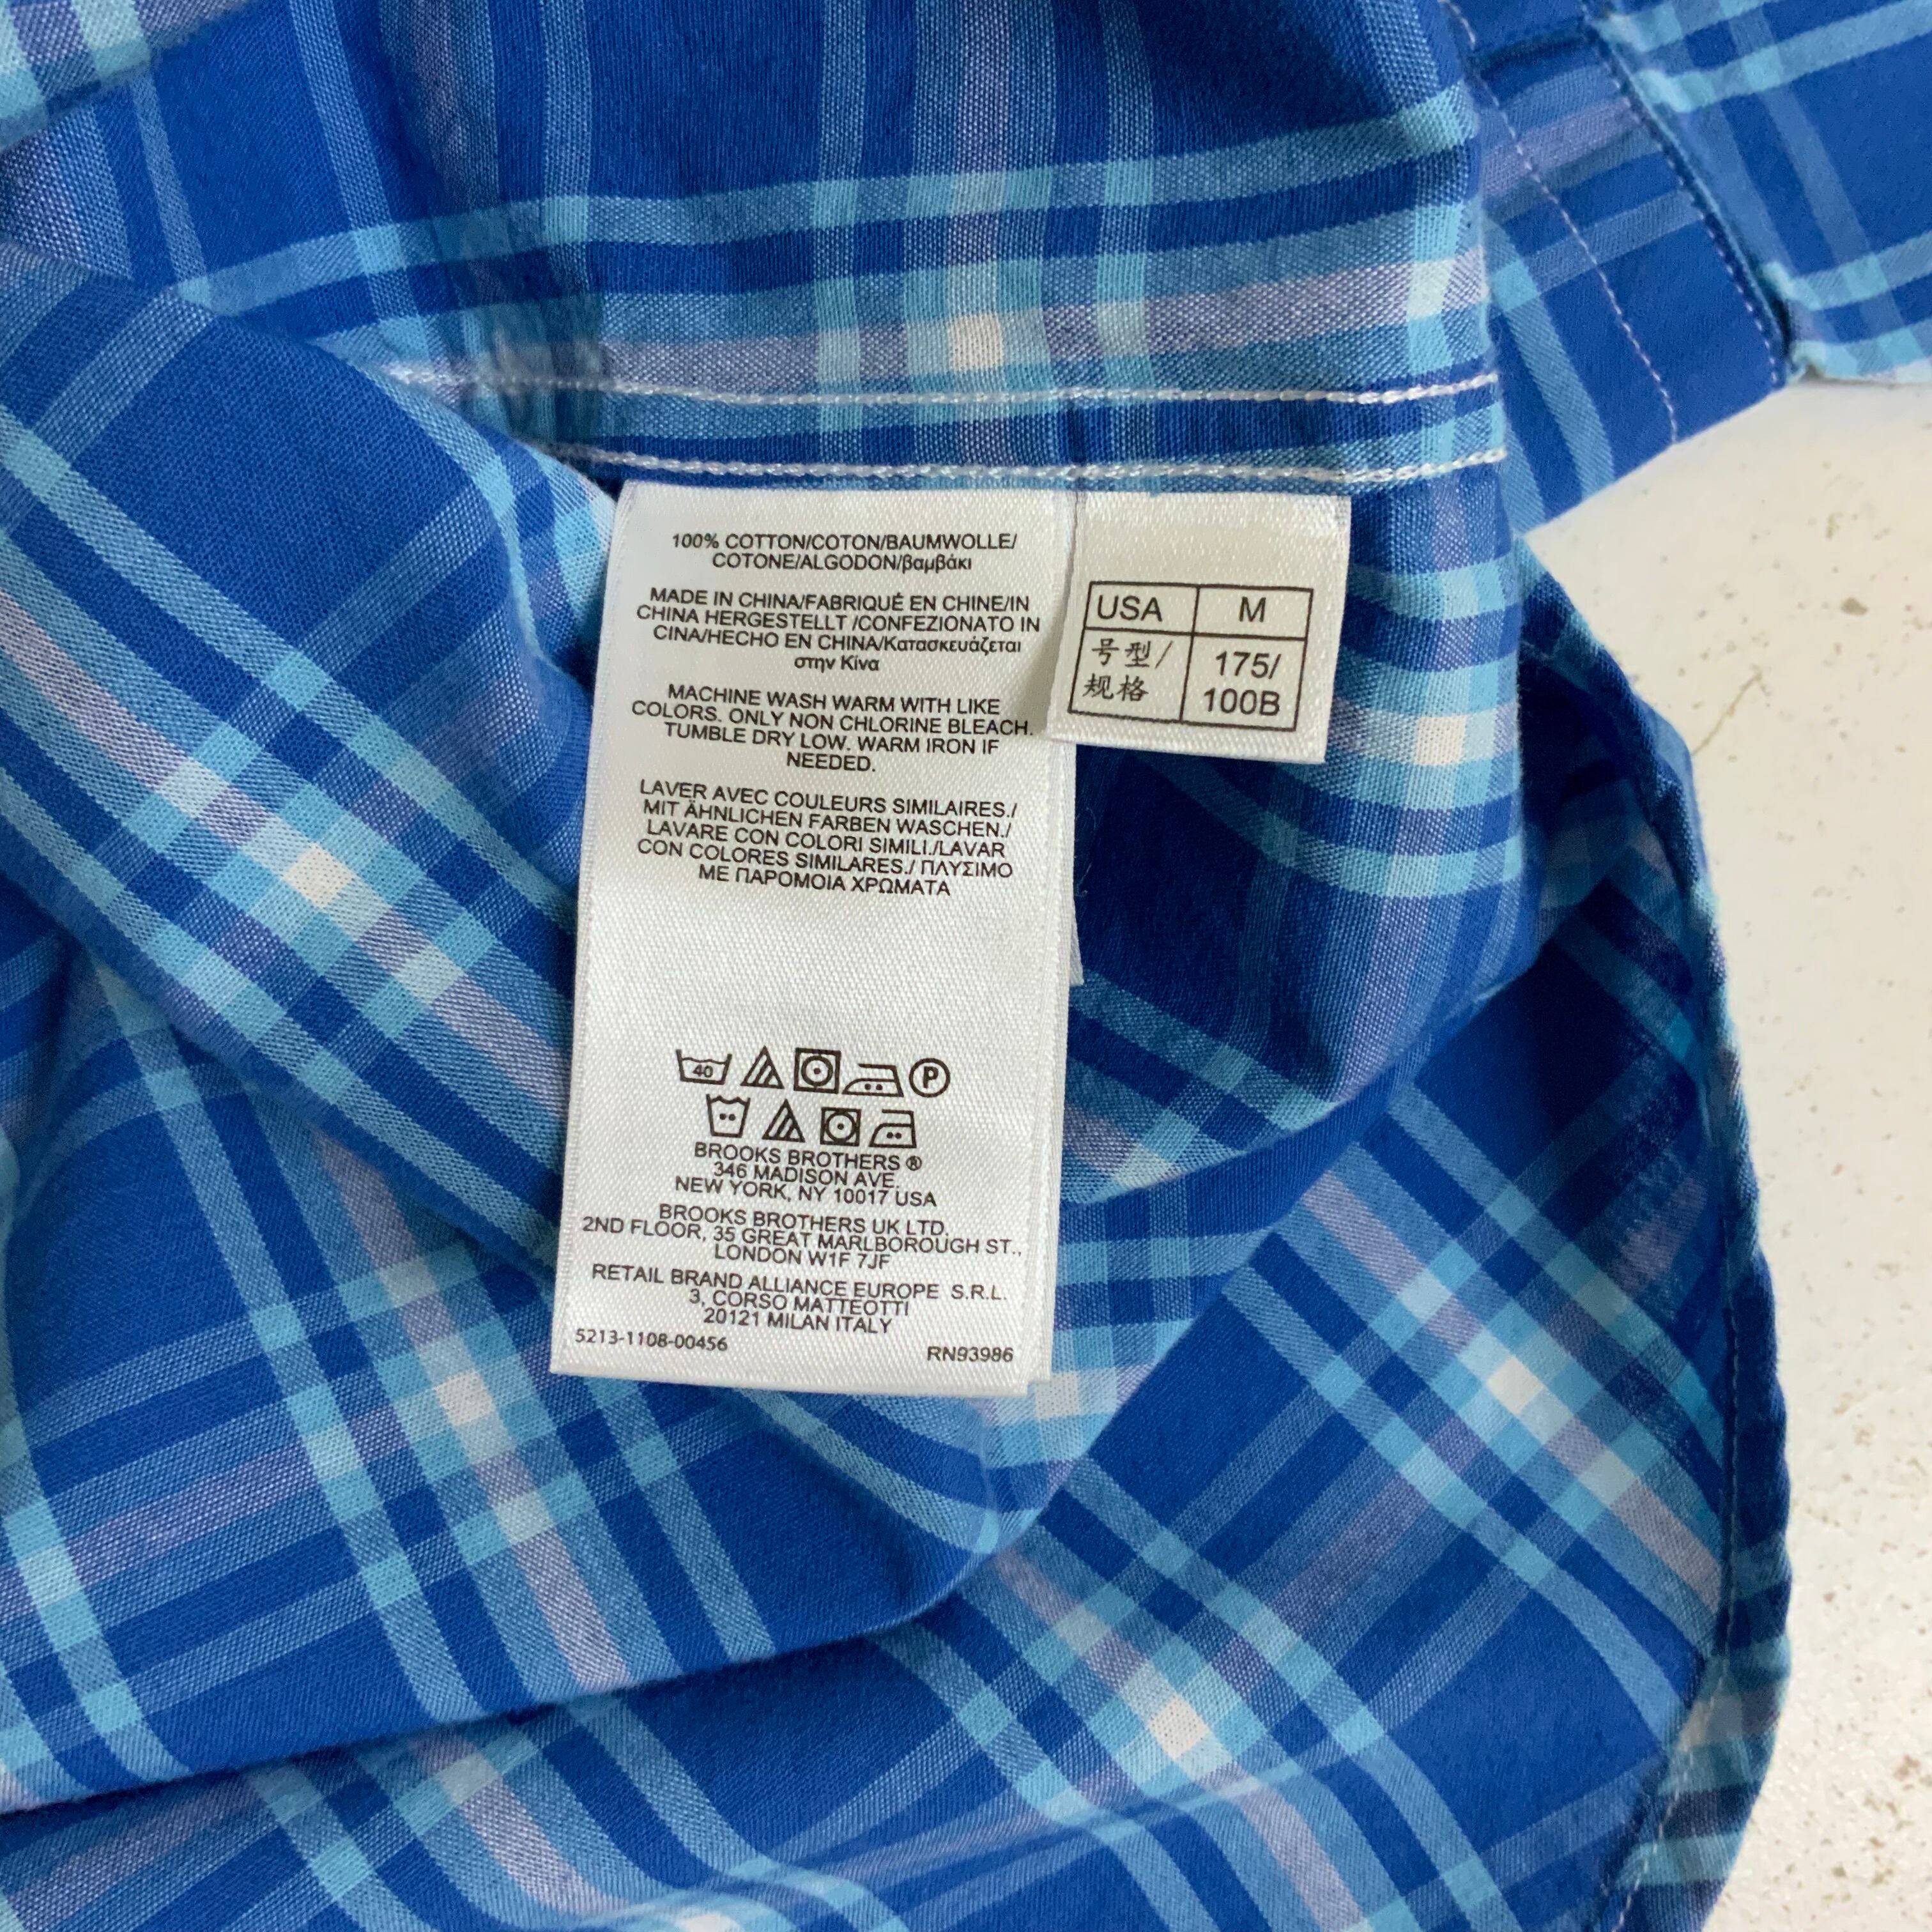 100% COTTON/COTON/BAUMWOLLE/
COTONE/ALGODON/βαμβάκι
MADE IN CHINA/FABRIQUÉ EN CHINE/IN
CHINA HERGESTELLT /CONFEZIONATO IN
CINA/HECHO EN CHINA/Κατασκευάζεται
στην Κίνα
MACHINE WASH WARM WITH LIKE
COLORS. ONLY NON CHLORINE BLEACH.
TUMBLE DRY LOW. WARM IRON IF
NEEDED.
LAVER AVEC COULEURS SIMILAIRES./
MIT ÄHNLICHEN FARBEN WASCHEN./
LAVARE CON COLORI SIMILI./LAVAR
CON COLORES SIMILARES./ ΠΛΥΣΙΜΟ
ΜΕ ΠΑΡΟΜΟΙΑ ΧΡΩΜΑΤΑ
40 P
BROOKS BROTHERS ®
346 MADISON AVE.
NEW YORK, NY 10017 USA
BROOKS BROTHERS UK LTD.
2ND FLOOR, 35 GREAT MARLBOROUGH ST.,
LONDON W1F 7JF
RETAIL BRAND ALLIANCE EUROPE S.R.L.
3, CORSO MATTEOTTI
20121 MILAN ITALY
5213-1108-00456 RN93986
USA M
号型/ 175/
规格 100B